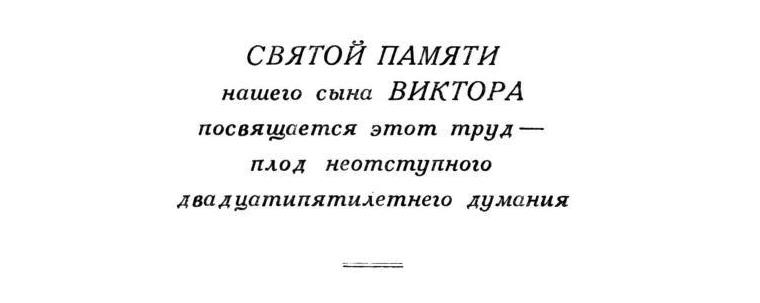 СВЯТОЙ ПАМЯТИ
нашего сына ВИКТОРА
посвящается этот труд —
плод неотступного
двадцатипятилетнего думания